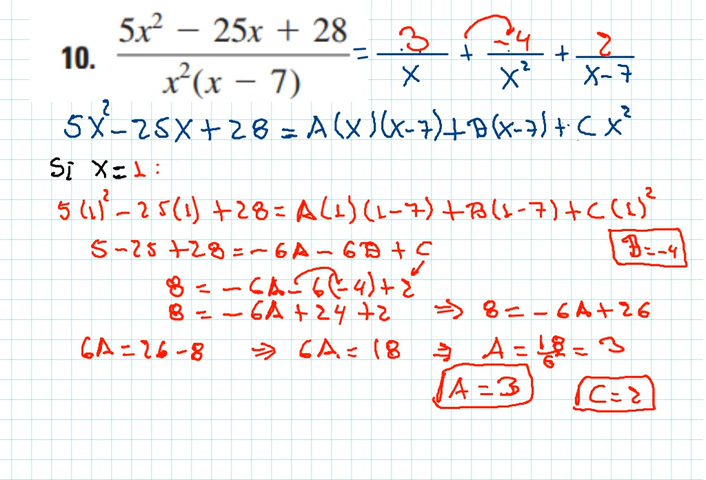 10. (5x² − 25x + 28)/(x²(x − 7)) = 3/x + -4/x² + 2/(x-7)
5x² - 25x + 28 = A(x)(x-7) + B(x-7) + Cx²
Si x = 1:
5(1)² - 25(1) + 28 = A(1)(1-7) + B(1-7) + C(1)²
5 - 25 + 28 = -6A - 6B + C
B = -4
8 = -6A - 6(-4) + 2
8 = -6A + 24 + 2 ⇒ 8 = -6A + 26
6A = 26 - 8 ⇒ 6A = 18 ⇒ A = 18/6 = 3
A = 3 C = 2